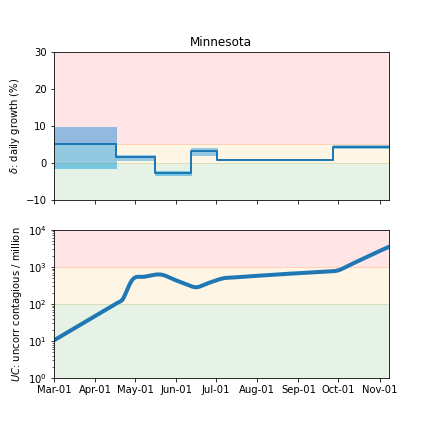 Minnesota
30
20
10
0
−10
δ: daily growth (%)
10⁴
10³
10²
10¹
10⁰
UC: uncorr contagious / million
Mar-01 Apr-01 May-01 Jun-01 Jul-01 Aug-01 Sep-01 Oct-01 Nov-01